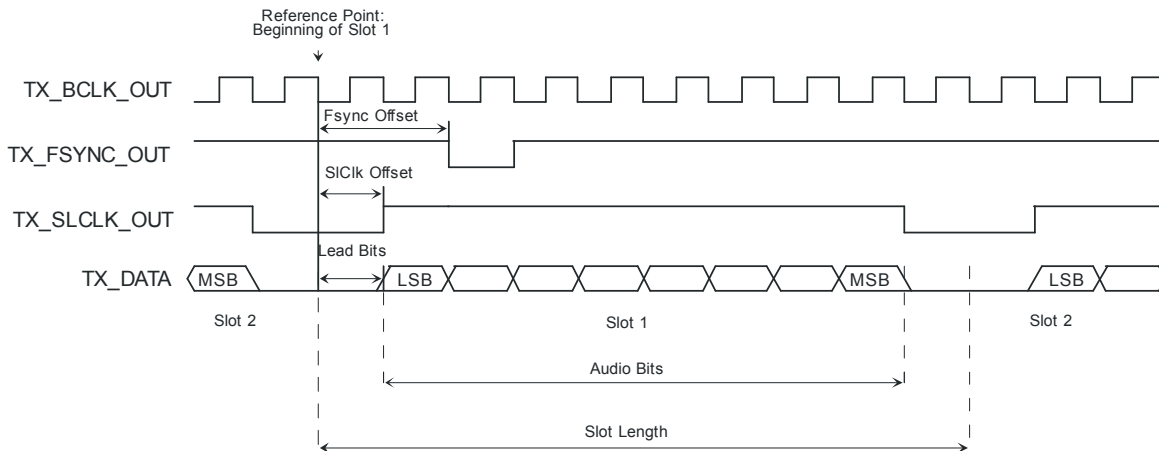 Reference Point:
Beginning of Slot 1
TX_BCLK_OUT
Fsync Offset
TX_FSYNC_OUT
SlClk Offset
TX_SLCLK_OUT
Lead Bits
TX_DATA
MSB
LSB
MSB
LSB
Slot 2
Slot 1
Slot 2
Audio Bits
Slot Length